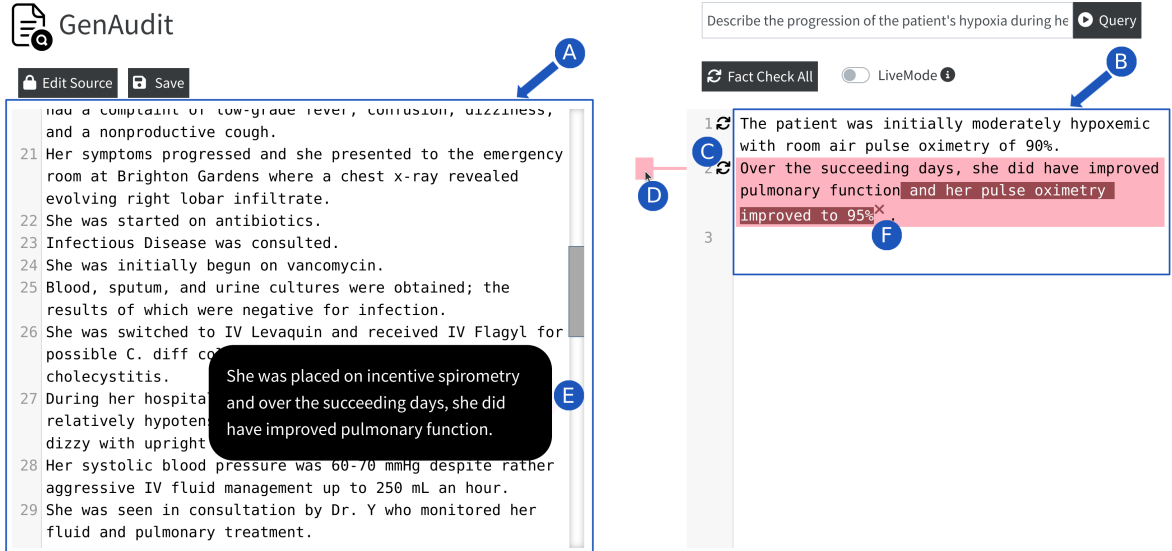 GenAudit
Edit Source
Save
A
had a complaint of low-grade fever, confusion, dizziness,
and a nonproductive cough.
21 Her symptoms progressed and she presented to the emergency
room at Brighton Gardens where a chest x-ray revealed
evolving right lobar infiltrate.
22 She was started on antibiotics.
23 Infectious Disease was consulted.
24 She was initially begun on vancomycin.
25 Blood, sputum, and urine cultures were obtained; the
results of which were negative for infection.
26 She was switched to IV Levaquin and received IV Flagyl for
possible C. diff co
cholecystitis.
27 During her hospital
relatively hypotens
dizzy with upright
28 Her systolic blood pressure was 60-70 mmHg despite rather
aggressive IV fluid management up to 250 mL an hour.
29 She was seen in consultation by Dr. Y who monitored her
fluid and pulmonary treatment.
She was placed on incentive spirometry
and over the succeeding days, she did
have improved pulmonary function.
E
Describe the progression of the patient's hypoxia during he
Query
Fact Check All
LiveMode i
B
1 The patient was initially moderately hypoxemic
with room air pulse oximetry of 90%.
C
2 Over the succeeding days, she did have improved
pulmonary function and her pulse oximetry
improved to 95%× .
D
F
3